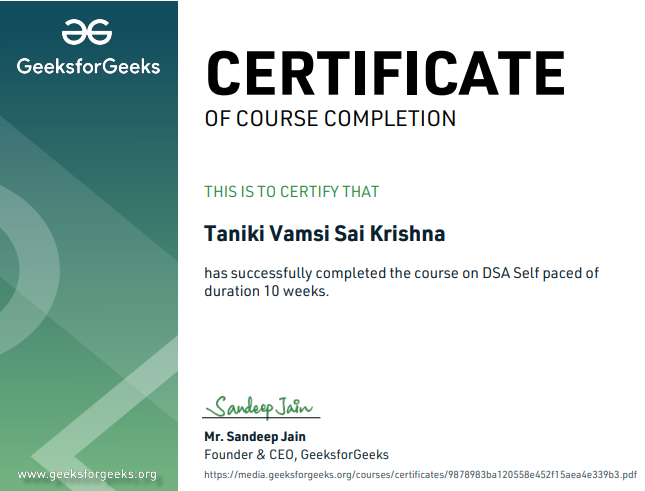 GeeksforGeeks
CERTIFICATE
OF COURSE COMPLETION
THIS IS TO CERTIFY THAT
Taniki Vamsi Sai Krishna
has successfully completed the course on DSA Self paced of
duration 10 weeks.
Sandeep Jain
Mr. Sandeep Jain
Founder & CEO, GeeksforGeeks
www.geeksforgeeks.org
https://media.geeksforgeeks.org/courses/certificates/9878983ba120558e452f15aea4e339b3.pdf